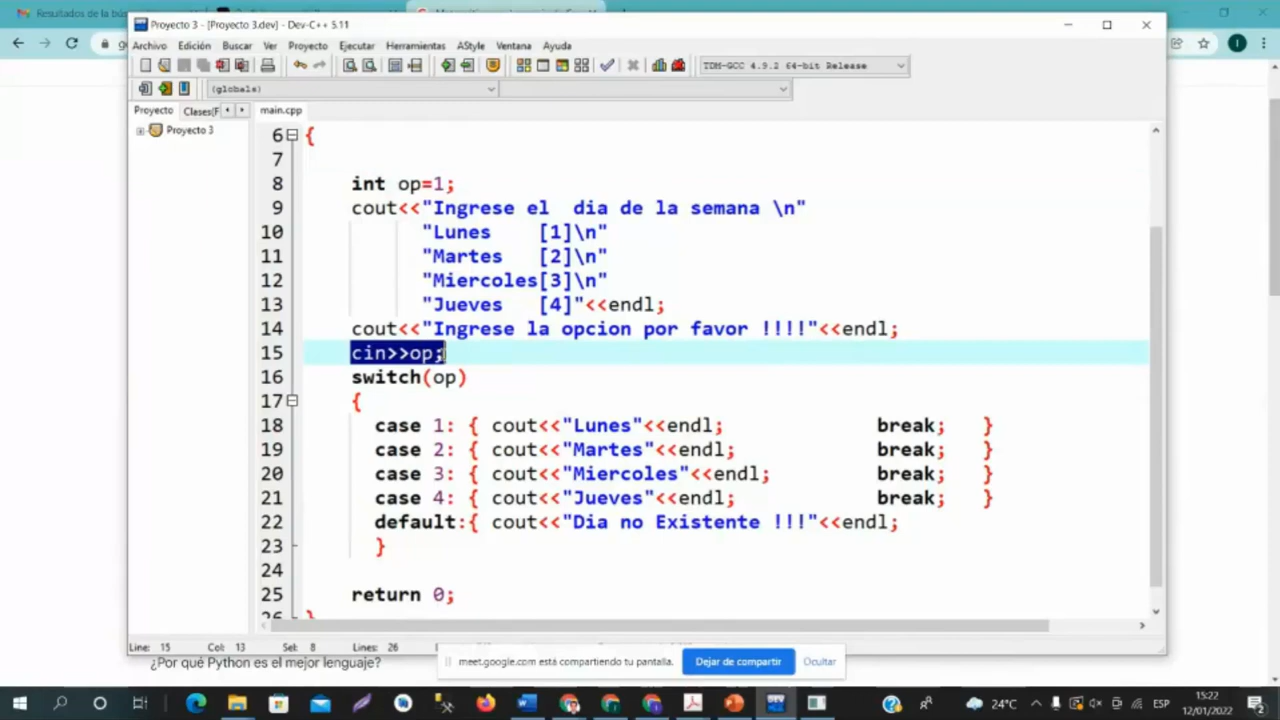 Resultados de la bús
Proyecto 3 - [Proyecto 3.dev] - Dev-C++ 5.11
Archivo Edición Buscar Ver Proyecto Ejecutar Herramientas AStyle Ventana Ayuda
TDM-GCC 4.9.2 64-bit Release
(globals)
Proyecto Clases(F main.cpp
Proyecto 3
6 {
7
8 int op=1;
9 cout<<"Ingrese el  dia de la semana \n"
10 "Lunes    [1]\n"
11 "Martes   [2]\n"
12 "Miercoles[3]\n"
13 "Jueves   [4]"<<endl;
14 cout<<"Ingrese la opcion por favor !!!!"<<endl;
15 cin>>op;
16 switch(op)
17 {
18 case 1: { cout<<"Lunes"<<endl; break; }
19 case 2: { cout<<"Martes"<<endl; break; }
20 case 3: { cout<<"Miercoles"<<endl; break; }
21 case 4: { cout<<"Jueves"<<endl; break; }
22 default:{ cout<<"Dia no Existente !!!"<<endl;
23 }
24
25 return 0;
26 }
Line: 15 Col: 13 Sel: 8 Lines: 26
¿Por qué Python es el mejor lenguaje?
meet.google.com está compartiendo tu pantalla. Dejar de compartir Ocultar
24°C ESP 15:22
12/01/2022